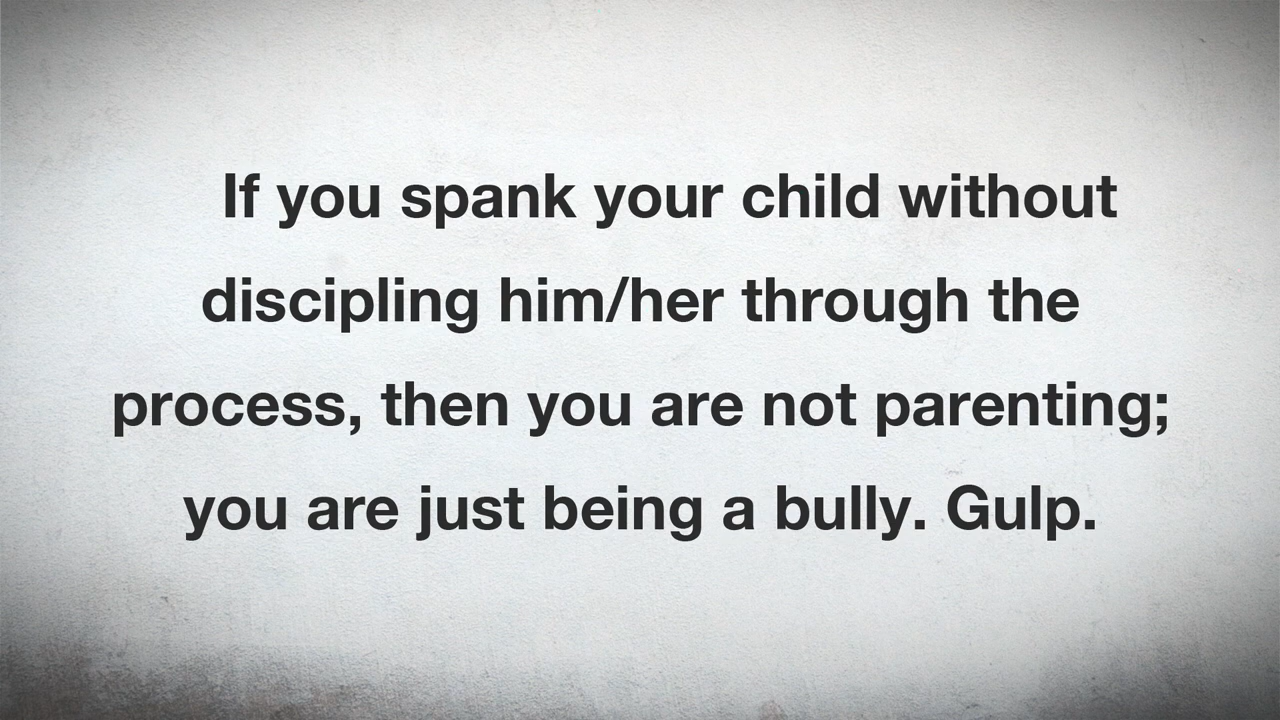 If you spank your child without
discipling him/her through the
process, then you are not parenting;
you are just being a bully. Gulp.